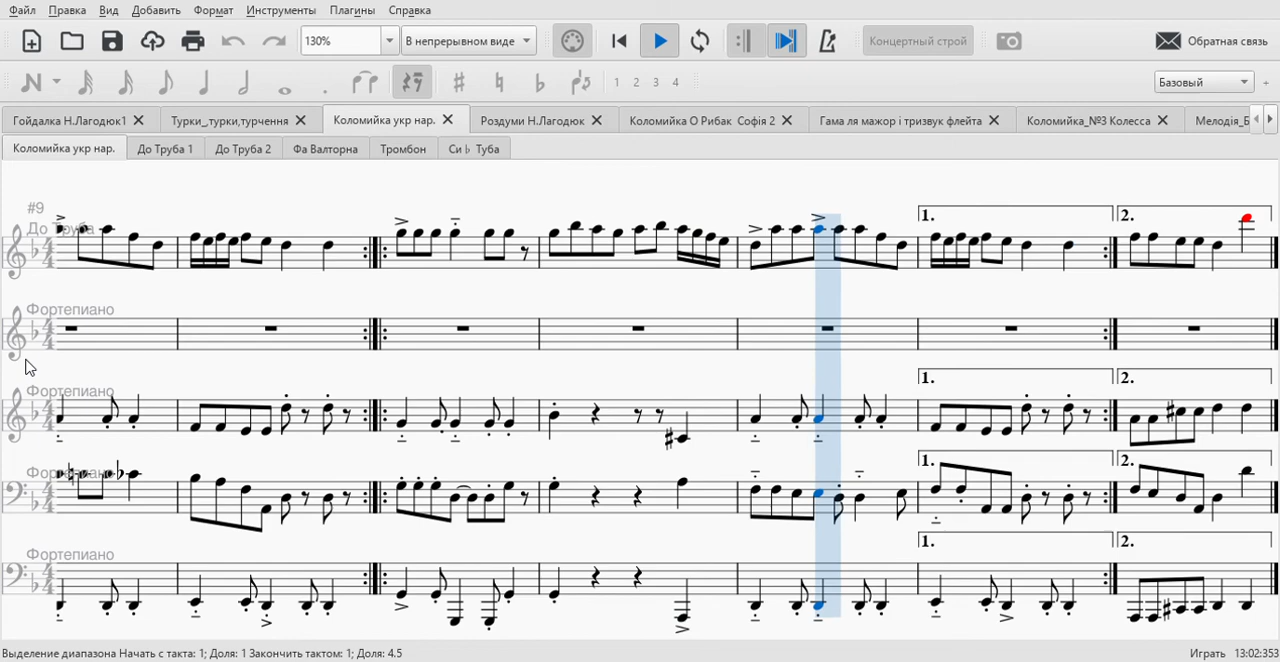 Файл Правка Вид Добавить Формат Инструменты Плагины Справка
130% В непрерывном виде Концертный строй Обратная связь
1 2 3 4 Базовый
Гойдалка Н.Лагодюк1 Турки_,турки,турчення Коломийка укр нар. Роздуми Н.Лагодюк Коломийка О Рибак Софія 2 Гама ля мажор і тризвук флейта Коломийка_№3 Колесса Мелодія_Б
Коломийка укр нар. До Труба 1 До Труба 2 Фа Валторна Тромбон Си♭ Туба
#9
До Труба
1. 2.
Фортепиано
Фортепиано
1. 2.
Фортепиано
1. 2.
Фортепиано
1. 2.
Выделение диапазона Начать с такта: 1; Доля: 1 Закончить тактом: 1; Доля: 4.5 Играть 13:02:353